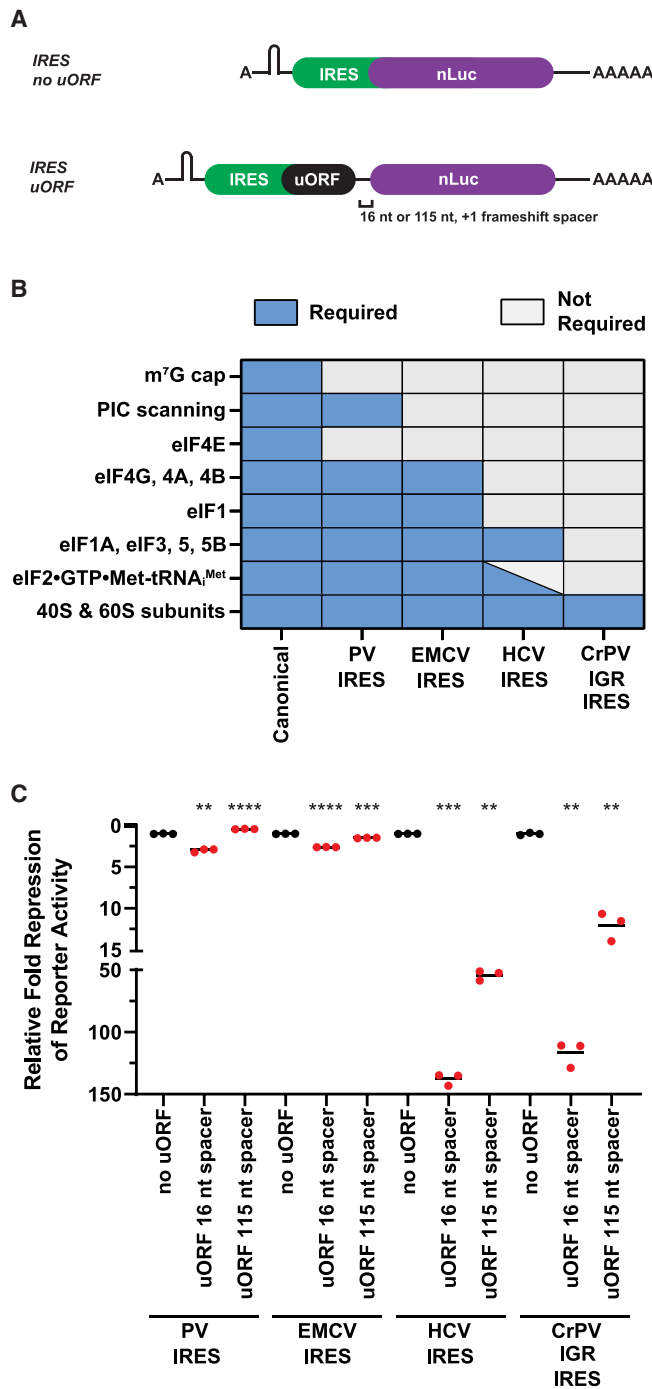 A
IRES
no uORF
A
IRES
nLuc
AAAAA
IRES
uORF
A
IRES
uORF
nLuc
AAAAA
16 nt or 115 nt, +1 frameshift spacer
B
Required
Not
Required
m⁷G cap
PIC scanning
eIF4E
eIF4G, 4A, 4B
eIF1
eIF1A, eIF3, 5, 5B
eIF2•GTP•Met-tRNAᵢᴹᵉᵗ
40S & 60S subunits
Canonical
PV
IRES
EMCV
IRES
HCV
IRES
CrPV
IGR
IRES
C
** **** **** *** *** ** ** **
Relative Fold Repression
of Reporter Activity
0
5
10
15
50
100
150
no uORF
uORF 16 nt spacer
uORF 115 nt spacer
no uORF
uORF 16 nt spacer
uORF 115 nt spacer
no uORF
uORF 16 nt spacer
uORF 115 nt spacer
no uORF
uORF 16 nt spacer
uORF 115 nt spacer
PV
IRES
EMCV
IRES
HCV
IRES
CrPV
IGR
IRES